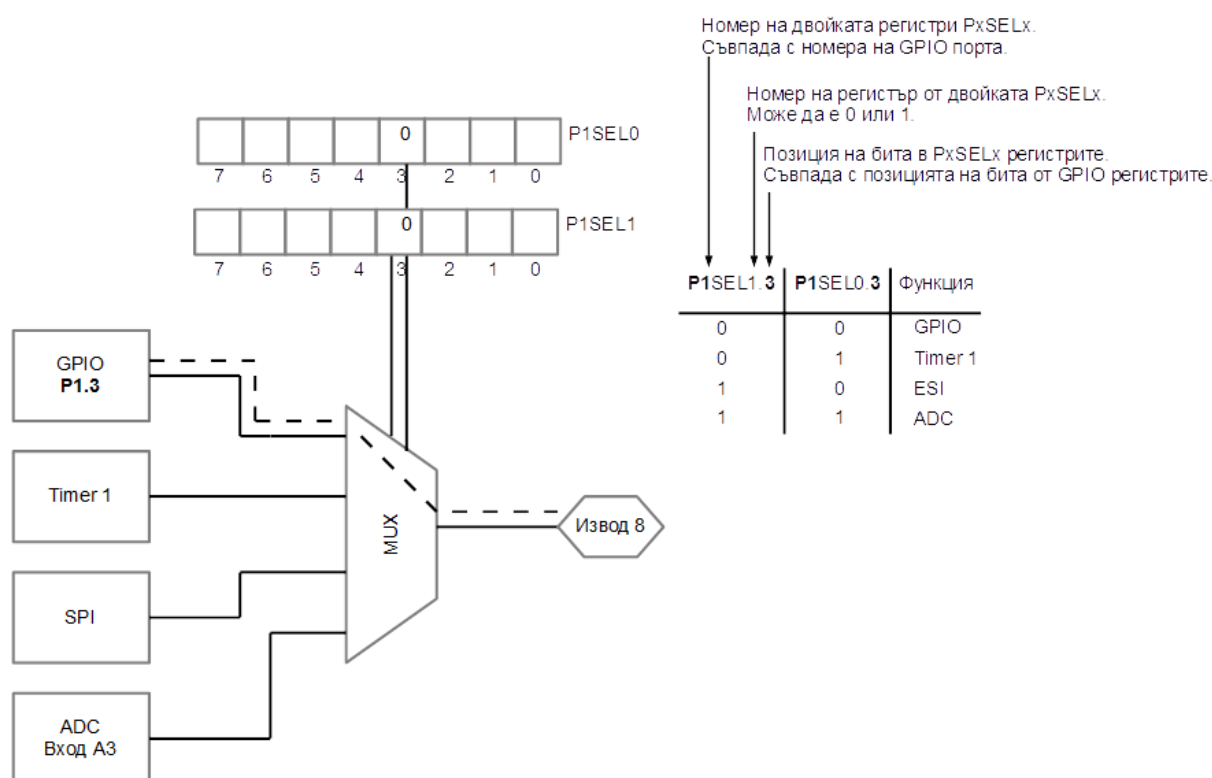 Номер на двойката регистри PxSELx.
Съвпада с номера на GPIO порта.
Номер на регистър от двойката PxSELx.
Може да е 0 или 1.
Позиция на бита в PxSELx регистрите.
Съвпада с позицията на бита от GPIO регистрите.
0
P1SEL0
7 6 5 4 3 2 1 0
0
P1SEL1
7 6 5 4 3 2 1 0
P1SEL1.3 P1SEL0.3 Функция
0 0 GPIO
0 1 Timer 1
1 0 ESI
1 1 ADC
GPIO
P1.3
Timer 1
SPI
ADC
Вход A3
MUX
Извод 8